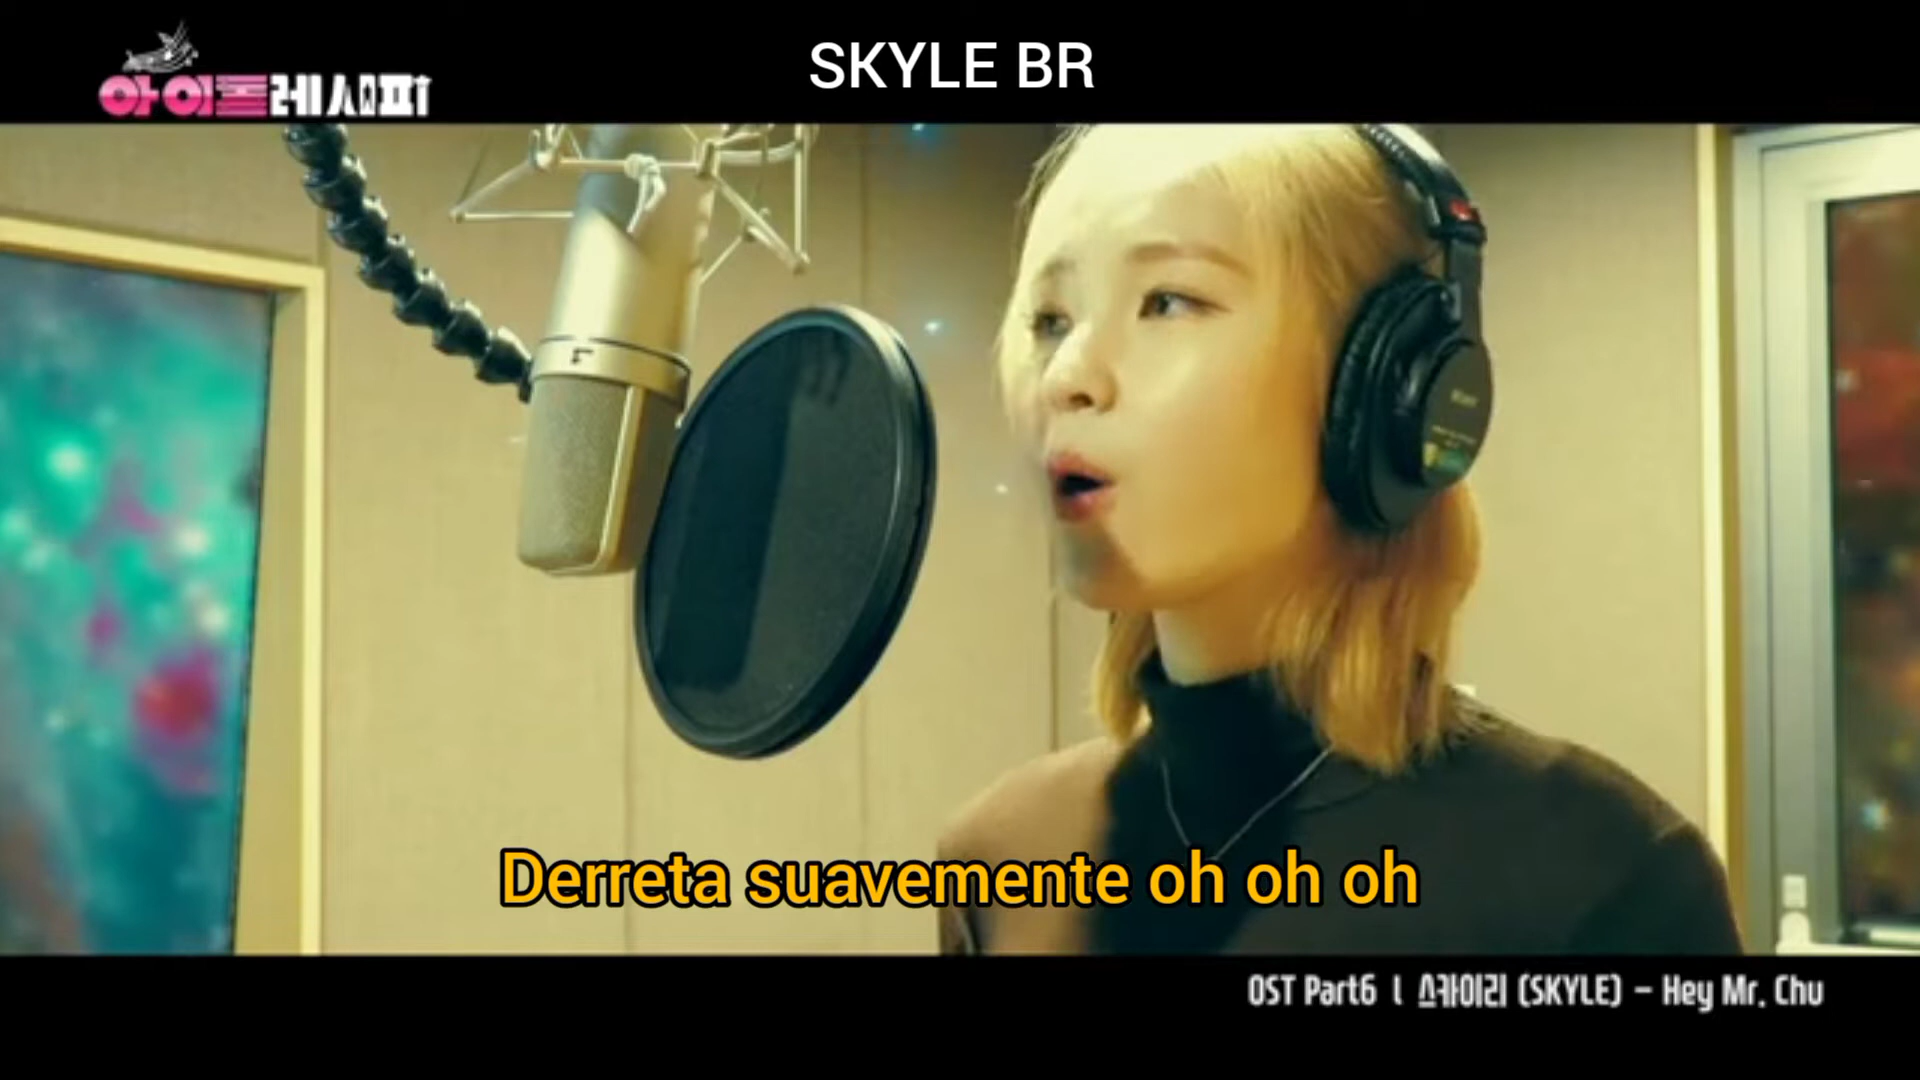 SKYLE BR
아이돌레시피
Derreta suavemente oh oh oh
OST Part6 l 스카이리 (SKYLE) - Hey Mr. Chu